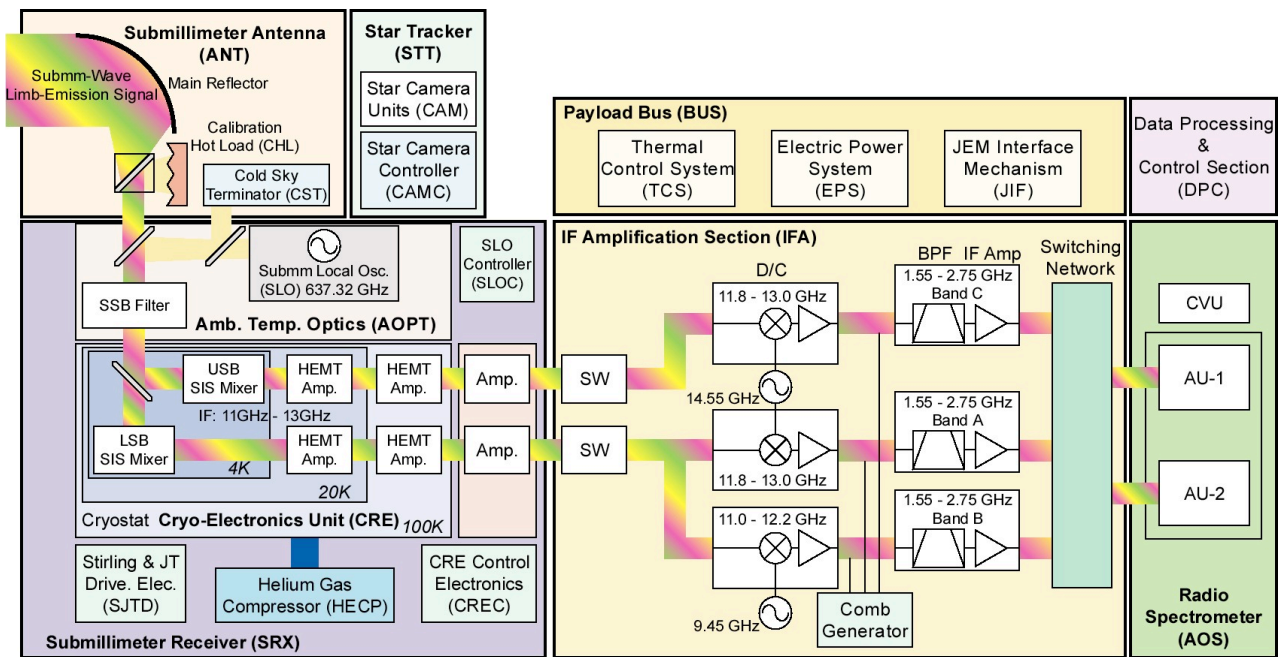 Submillimeter Antenna
(ANT)
Submm-Wave
Limb-Emission Signal
Main Reflector
Calibration
Hot Load (CHL)
Cold Sky
Terminator (CST)
Star Tracker
(STT)
Star Camera
Units (CAM)
Star Camera
Controller
(CAMC)
Payload Bus (BUS)
Thermal
Control System
(TCS)
Electric Power
System
(EPS)
JEM Interface
Mechanism
(JIF)
Data Processing
&
Control Section
(DPC)
Submm Local Osc.
(SLO) 637.32 GHz
SSB Filter
Amb. Temp. Optics (AOPT)
SLO
Controller
(SLOC)
USB
SIS Mixer
HEMT
Amp.
HEMT
Amp.
Amp.
IF: 11GHz - 13GHz
LSB
SIS Mixer
HEMT
Amp.
HEMT
Amp.
Amp.
4K
20K
Cryostat Cryo-Electronics Unit (CRE) 100K
Stirling & JT
Drive. Elec.
(SJTD)
Helium Gas
Compressor (HECP)
CRE Control
Electronics
(CREC)
Submillimeter Receiver (SRX)
IF Amplification Section (IFA)
D/C
BPF IF Amp
Switching
Network
SW
SW
11.8 - 13.0 GHz
14.55 GHz
11.8 - 13.0 GHz
11.0 - 12.2 GHz
9.45 GHz
1.55 - 2.75 GHz
Band C
1.55 - 2.75 GHz
Band A
1.55 - 2.75 GHz
Band B
Comb
Generator
CVU
AU-1
AU-2
Radio
Spectrometer
(AOS)